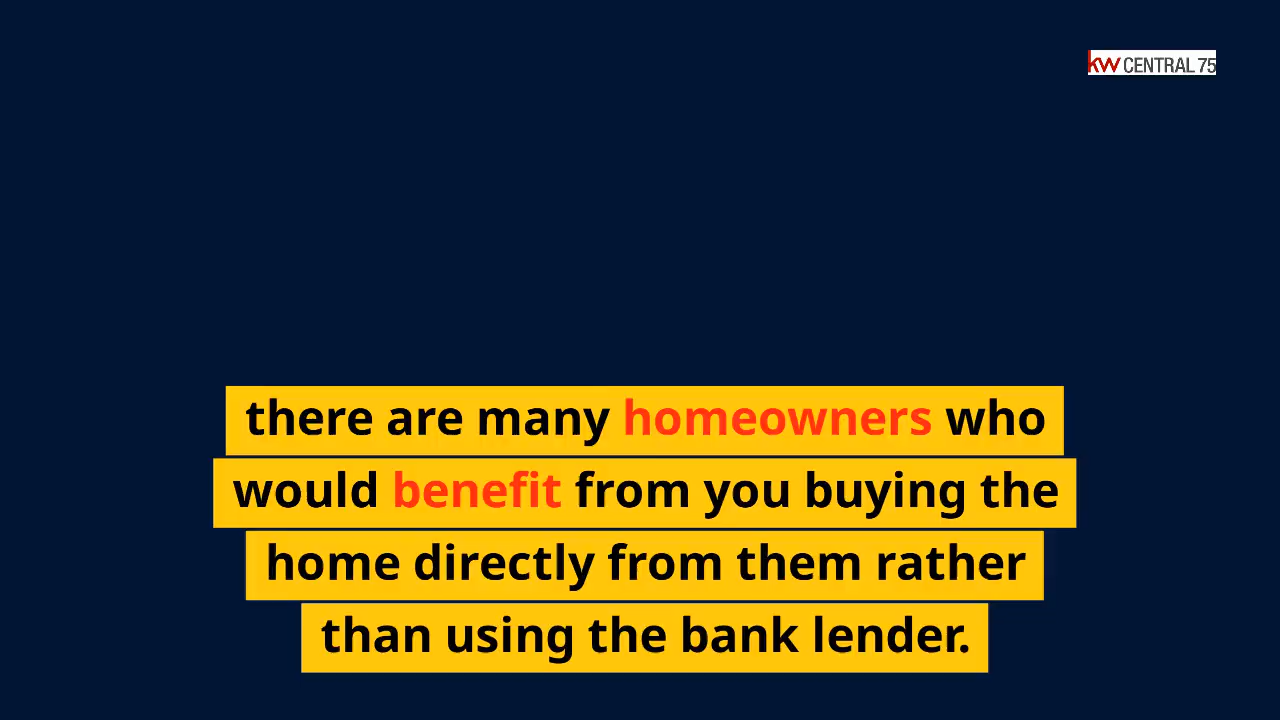 kw CENTRAL 75
there are many homeowners who
would benefit from you buying the
home directly from them rather
than using the bank lender.